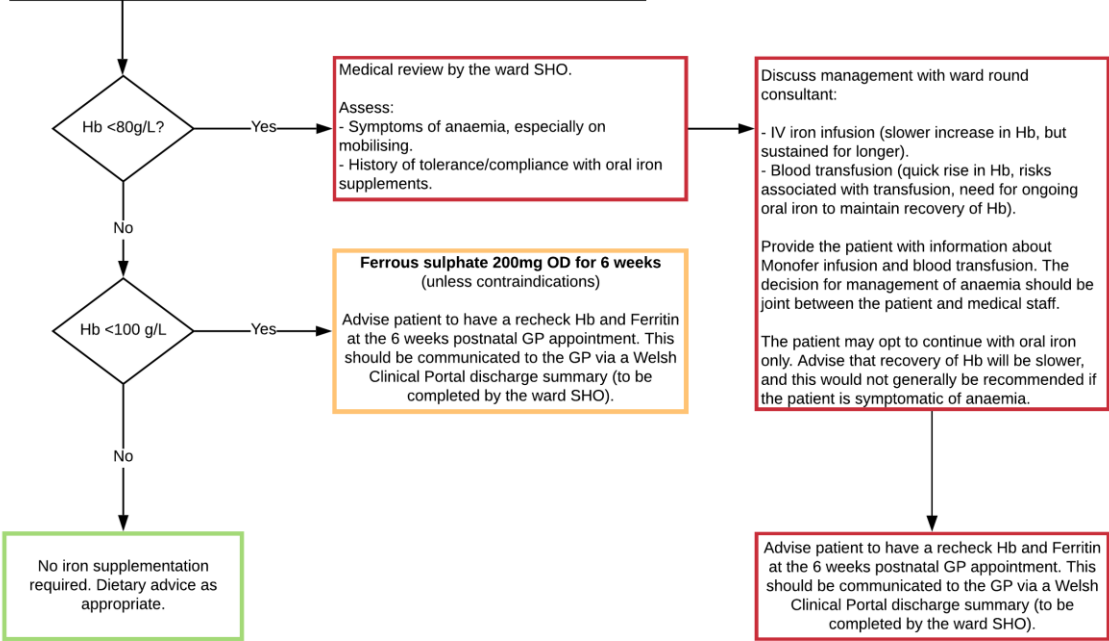 Hb <80g/L?
Yes
Medical review by the ward SHO.
Assess:
- Symptoms of anaemia, especially on
mobilising.
- History of tolerance/compliance with oral iron
supplements.
Discuss management with ward round
consultant:
- IV iron infusion (slower increase in Hb, but
sustained for longer).
- Blood transfusion (quick rise in Hb, risks
associated with transfusion, need for ongoing
oral iron to maintain recovery of Hb).
Provide the patient with information about
Monofer infusion and blood transfusion. The
decision for management of anaemia should be
joint between the patient and medical staff.
The patient may opt to continue with oral iron
only. Advise that recovery of Hb will be slower,
and this would not generally be recommended if
the patient is symptomatic of anaemia.
No
Hb <100 g/L
Yes
Ferrous sulphate 200mg OD for 6 weeks
(unless contraindications)
Advise patient to have a recheck Hb and Ferritin
at the 6 weeks postnatal GP appointment. This
should be communicated to the GP via a Welsh
Clinical Portal discharge summary (to be
completed by the ward SHO).
No
No iron supplementation
required. Dietary advice as
appropriate.
Advise patient to have a recheck Hb and Ferritin
at the 6 weeks postnatal GP appointment. This
should be communicated to the GP via a Welsh
Clinical Portal discharge summary (to be
completed by the ward SHO).